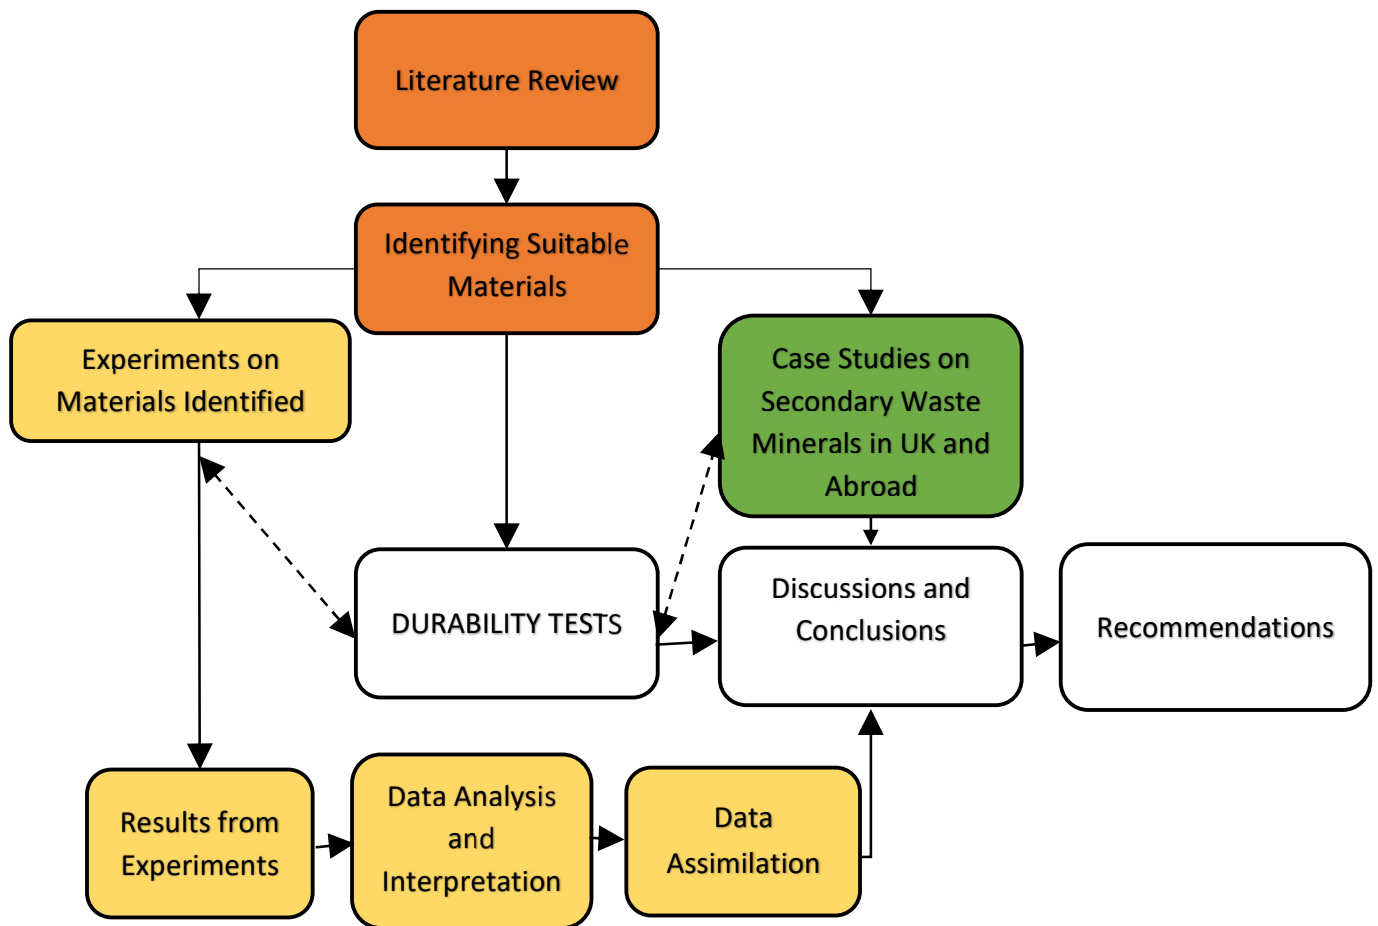 Literature Review
Identifying Suitable
Materials
Experiments on
Materials Identified
Case Studies on
Secondary Waste
Minerals in UK and
Abroad
DURABILITY TESTS
Discussions and
Conclusions
Recommendations
Results from
Experiments
Data Analysis
and
Interpretation
Data
Assimilation